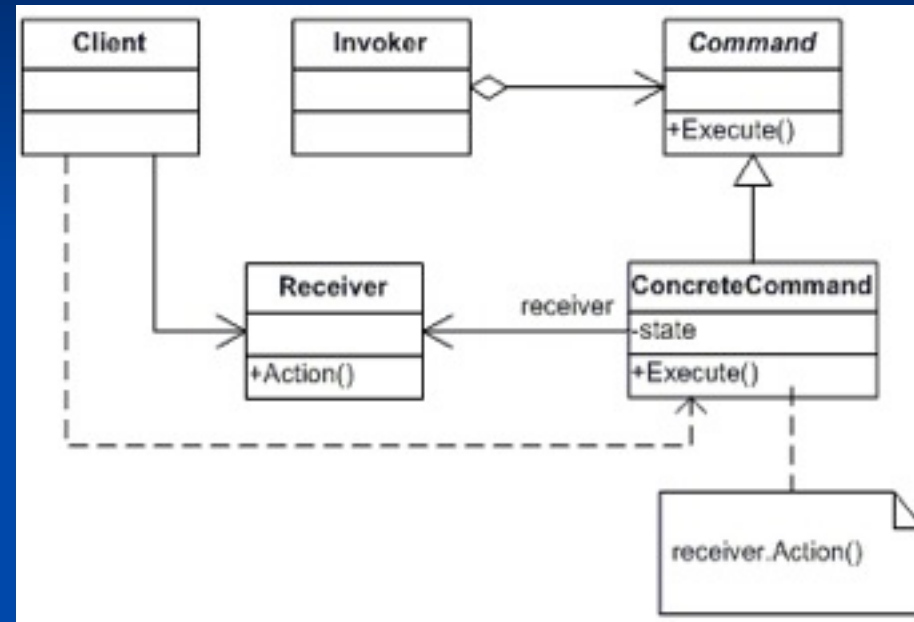 Client
Invoker
Command
+Execute()
Receiver
+Action()
receiver
ConcreteCommand
-state
+Execute()
receiver.Action()